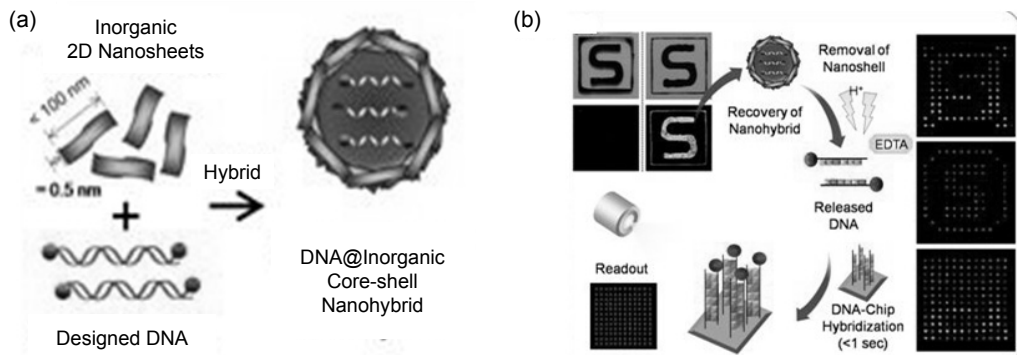 (a)
Inorganic
2D Nanosheets
< 100 nm
= 0.5 nm
+
Hybrid
Designed DNA
DNA@Inorganic
Core-shell
Nanohybrid
(b)
S S
S
Removal of
Nanoshell
H+
Recovery of
Nanohybrid
EDTA
Released
DNA
Readout
DNA-Chip
Hybridization
(<1 sec)